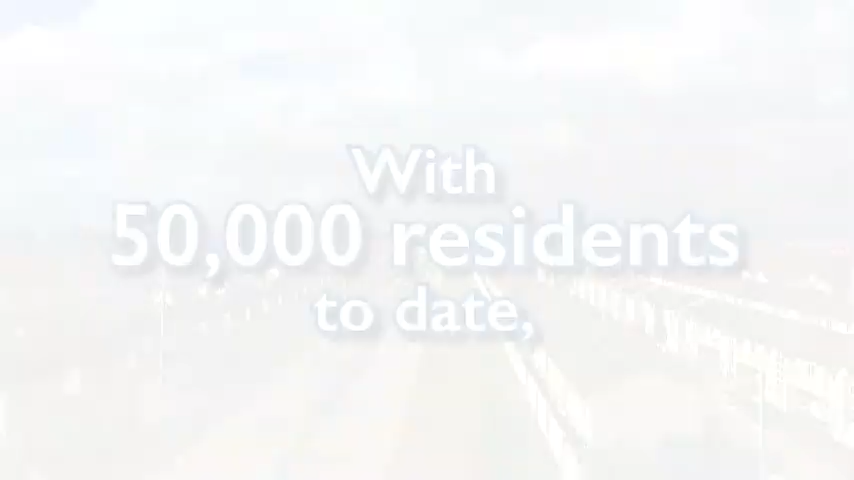 With
50,000 residents
to date,